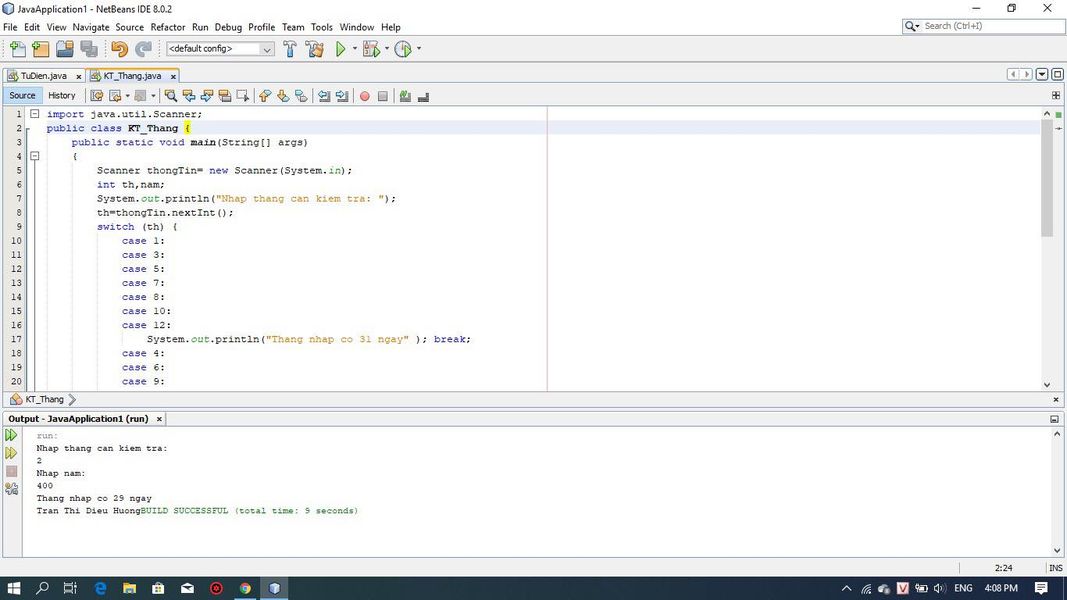 JavaApplication1 - NetBeans IDE 8.0.2
File Edit View Navigate Source Refactor Run Debug Profile Team Tools Window Help
Search (Ctrl+I)
<default config>
TuDien.java x KT_Thang.java x
Source History
1 import java.util.Scanner;
2 public class KT_Thang {
3 public static void main(String[] args)
4 {
5 Scanner thongTin= new Scanner(System.in);
6 int th,nam;
7 System.out.println("Nhap thang can kiem tra: ");
8 th=thongTin.nextInt();
9 switch (th) {
10 case 1:
11 case 3:
12 case 5:
13 case 7:
14 case 8:
15 case 10:
16 case 12:
17 System.out.println("Thang nhap co 31 ngay" ); break;
18 case 4:
19 case 6:
20 case 9:
KT_Thang
Output - JavaApplication1 (run) x
run:
Nhap thang can kiem tra:
2
Nhap nam:
400
Thang nhap co 29 ngay
Tran Thi Dieu HuongBUILD SUCCESSFUL (total time: 9 seconds)
2:24 INS
ENG 4:08 PM